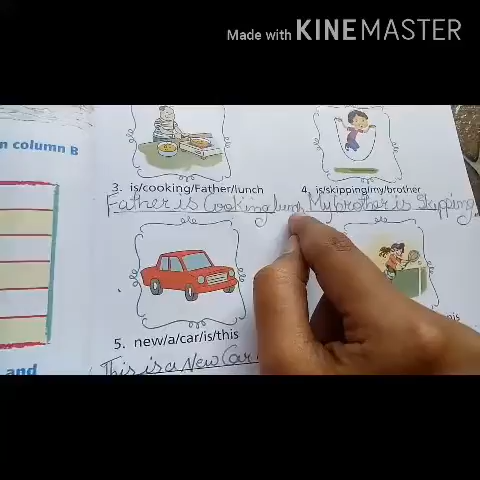 Made with KINEMASTER
n column B
3. is/cooking/Father/lunch
4. is/skipping/my/brother
Father is Cooking lunch
My brother is Skipping.
5. new/a/car/is/this
This is a New Car.
and